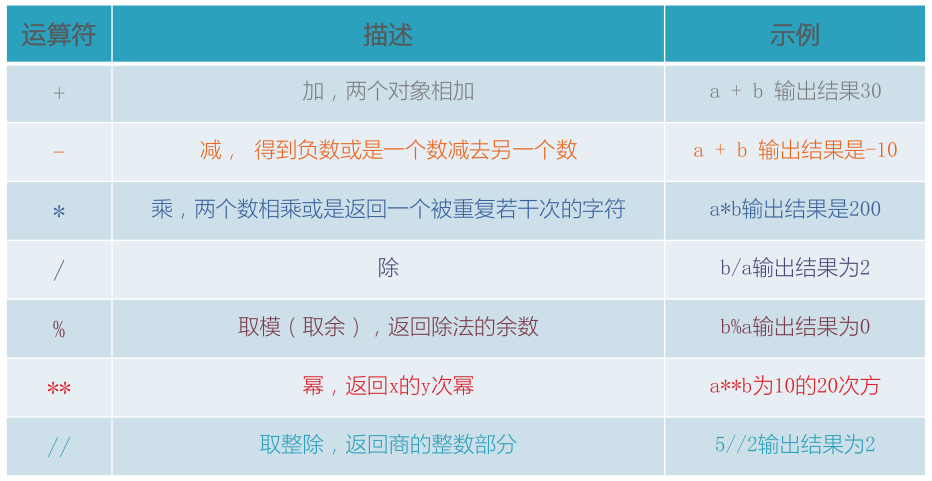 运算符 描述 示例
+ 加，两个对象相加 a + b 输出结果30
- 减， 得到负数或是一个数减去另一个数 a + b 输出结果是-10
* 乘，两个数相乘或是返回一个被重复若干次的字符 a*b输出结果是200
/ 除 b/a输出结果为2
% 取模（取余），返回除法的余数 b%a输出结果为0
** 幂，返回x的y次幂 a**b为10的20次方
// 取整除，返回商的整数部分 5//2输出结果为2